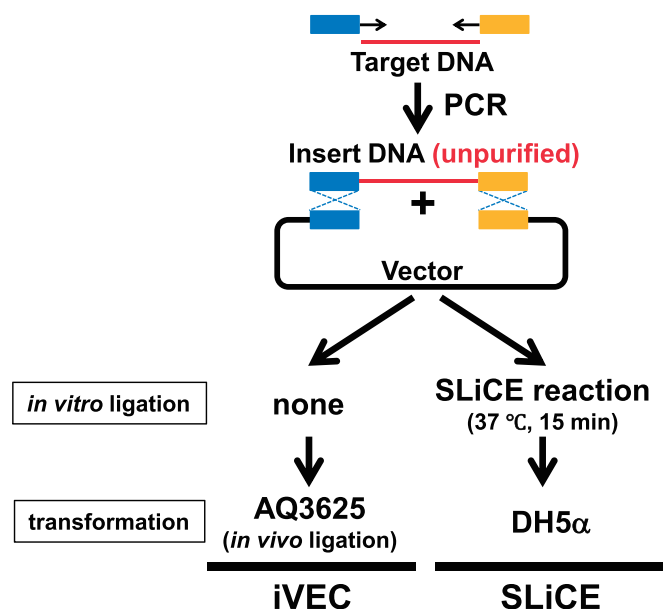 Target DNA
PCR
Insert DNA (unpurified)
+
Vector
in vitro ligation
none
SLiCE reaction
(37 ℃, 15 min)
transformation
AQ3625
(in vivo ligation)
DH5α
iVEC
SLiCE